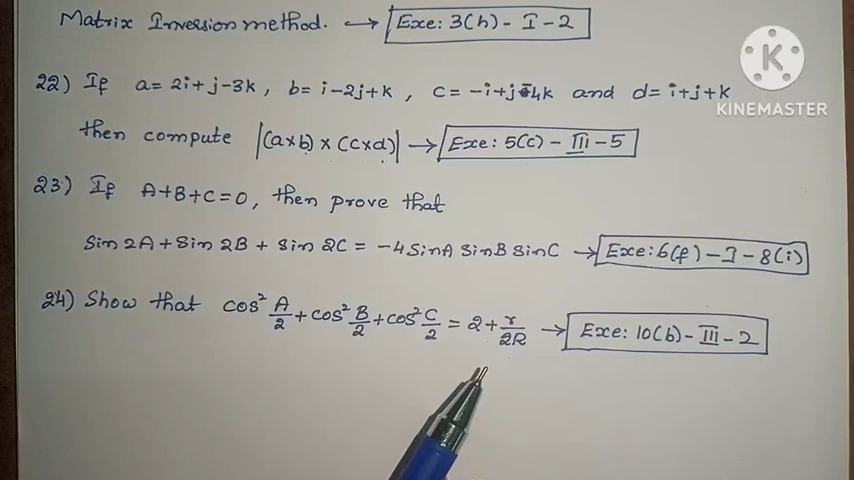 Matrix Inversion method. → Exe: 3(h) - I - 2
22) If a = 2i+j-3k, b = i-2j+k, c = -i+j-4k and d = i+j+k
KINEMASTER
then compute |(a×b) × (c×d)| → Exe: 5(c) - III - 5
23) If A+B+C=0, then prove that
Sin 2A + Sin 2B + Sin 2C = -4 SinA SinB SinC → Exe: 6(f) - I - 8(i)
24) Show that cos² A/2 + cos² B/2 + cos² C/2 = 2 + r/2R → Exe: 10(b) - III - 2